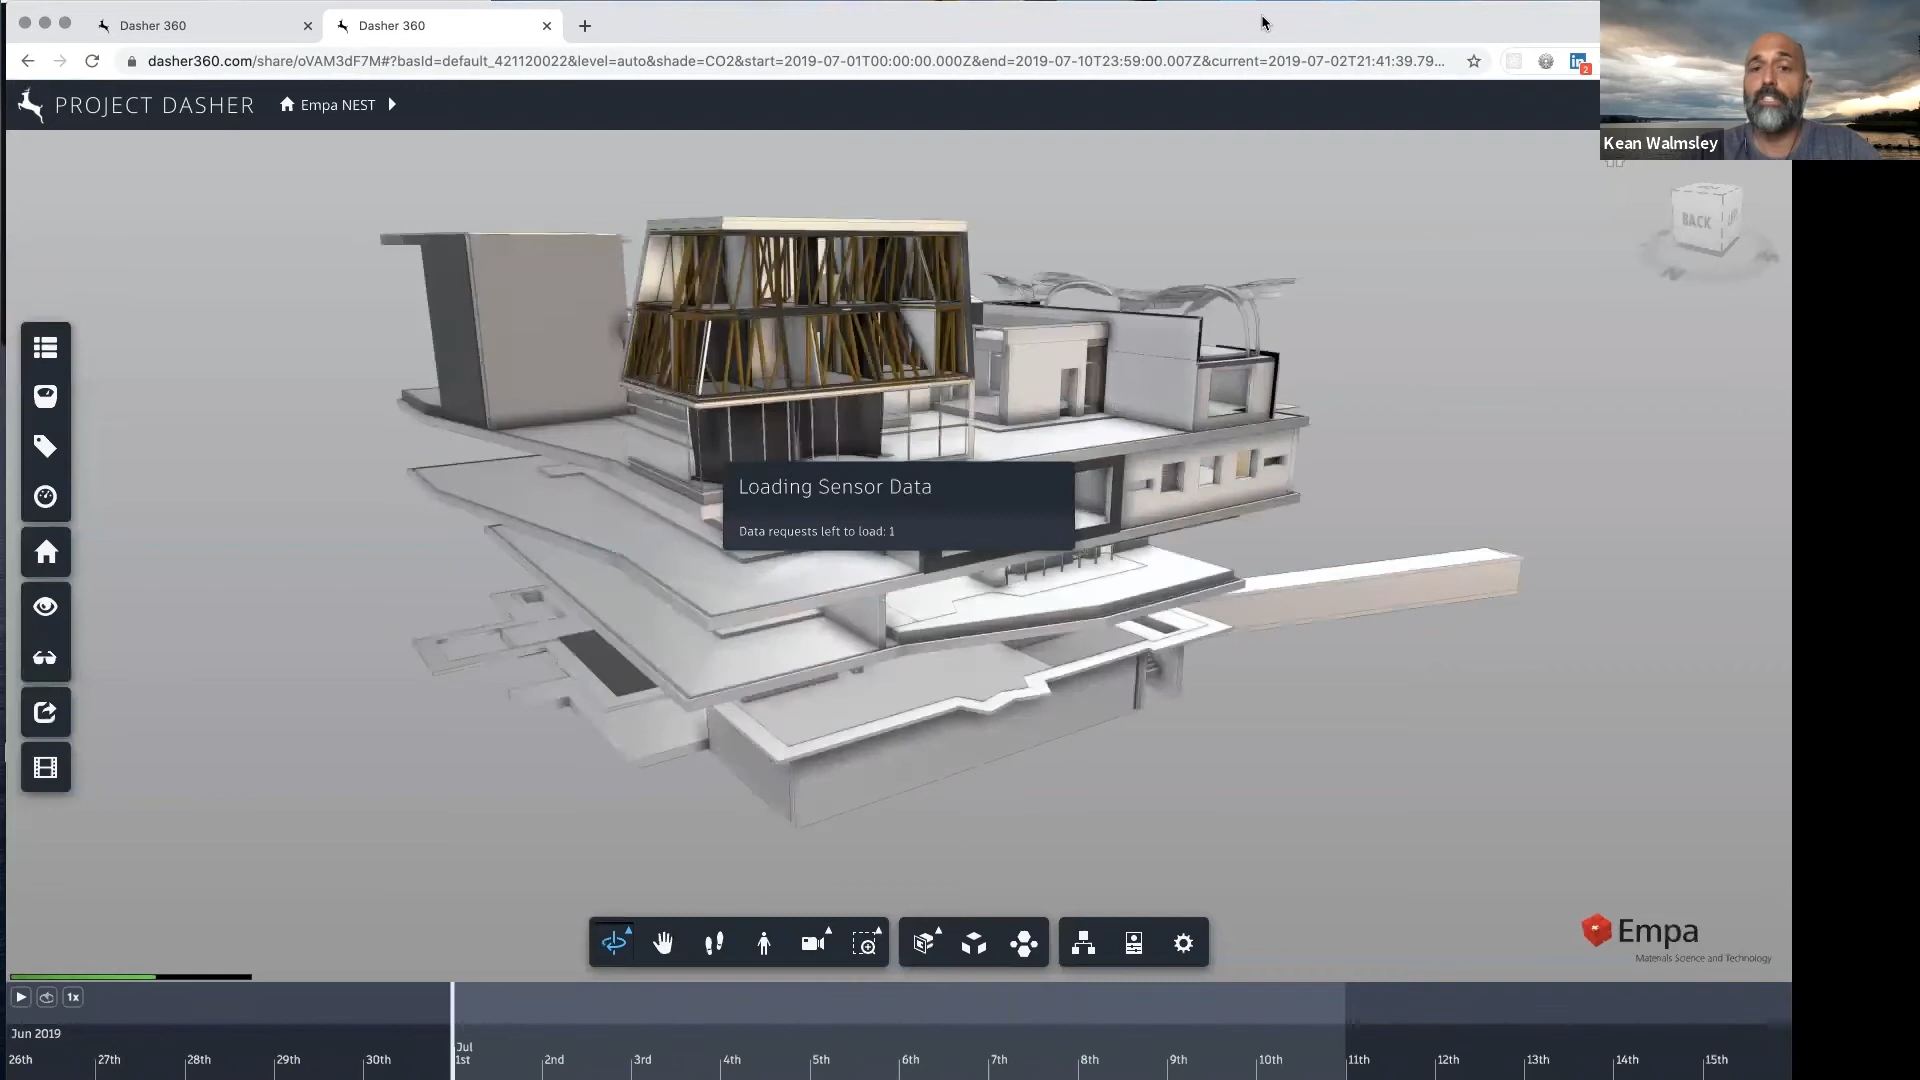 Dasher 360
Dasher 360
dasher360.com/share/oVAM3dF7M#?basId=default_421120022&level=auto&shade=CO2&start=2019-07-01T00:00:00.000Z&end=2019-07-10T23:59:00.007Z&current=2019-07-02T21:41:39.79...
2
PROJECT DASHER
Empa NEST
Kean Walmsley
BACK
Loading Sensor Data
Data requests left to load: 1
Empa
Materials Science and Technology
1x
Jun 2019
Jul
26th 27th 28th 29th 30th 1st 2nd 3rd 4th 5th 6th 7th 8th 9th 10th 11th 12th 13th 14th 15th